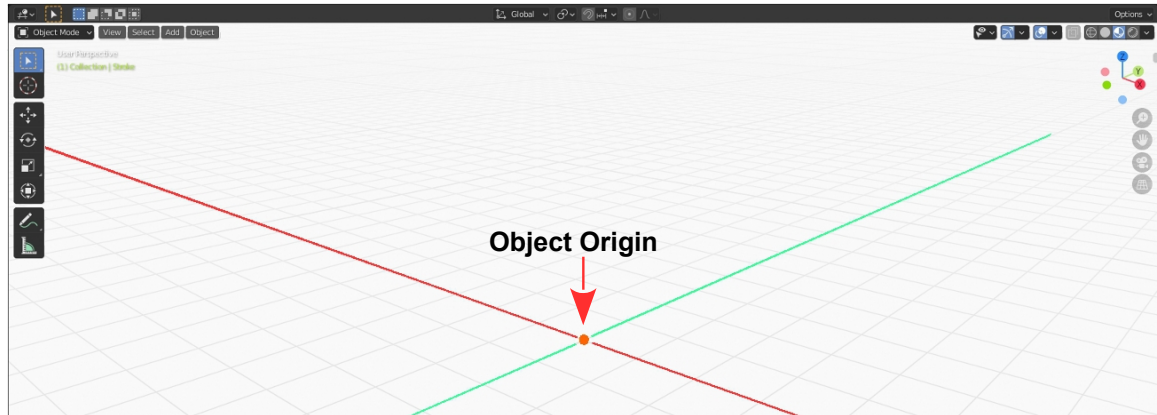 Global
Options
Object Mode
View
Select
Add
Object
User Perspective
(1) Collection | Stroke
Z
Y
X
Object Origin